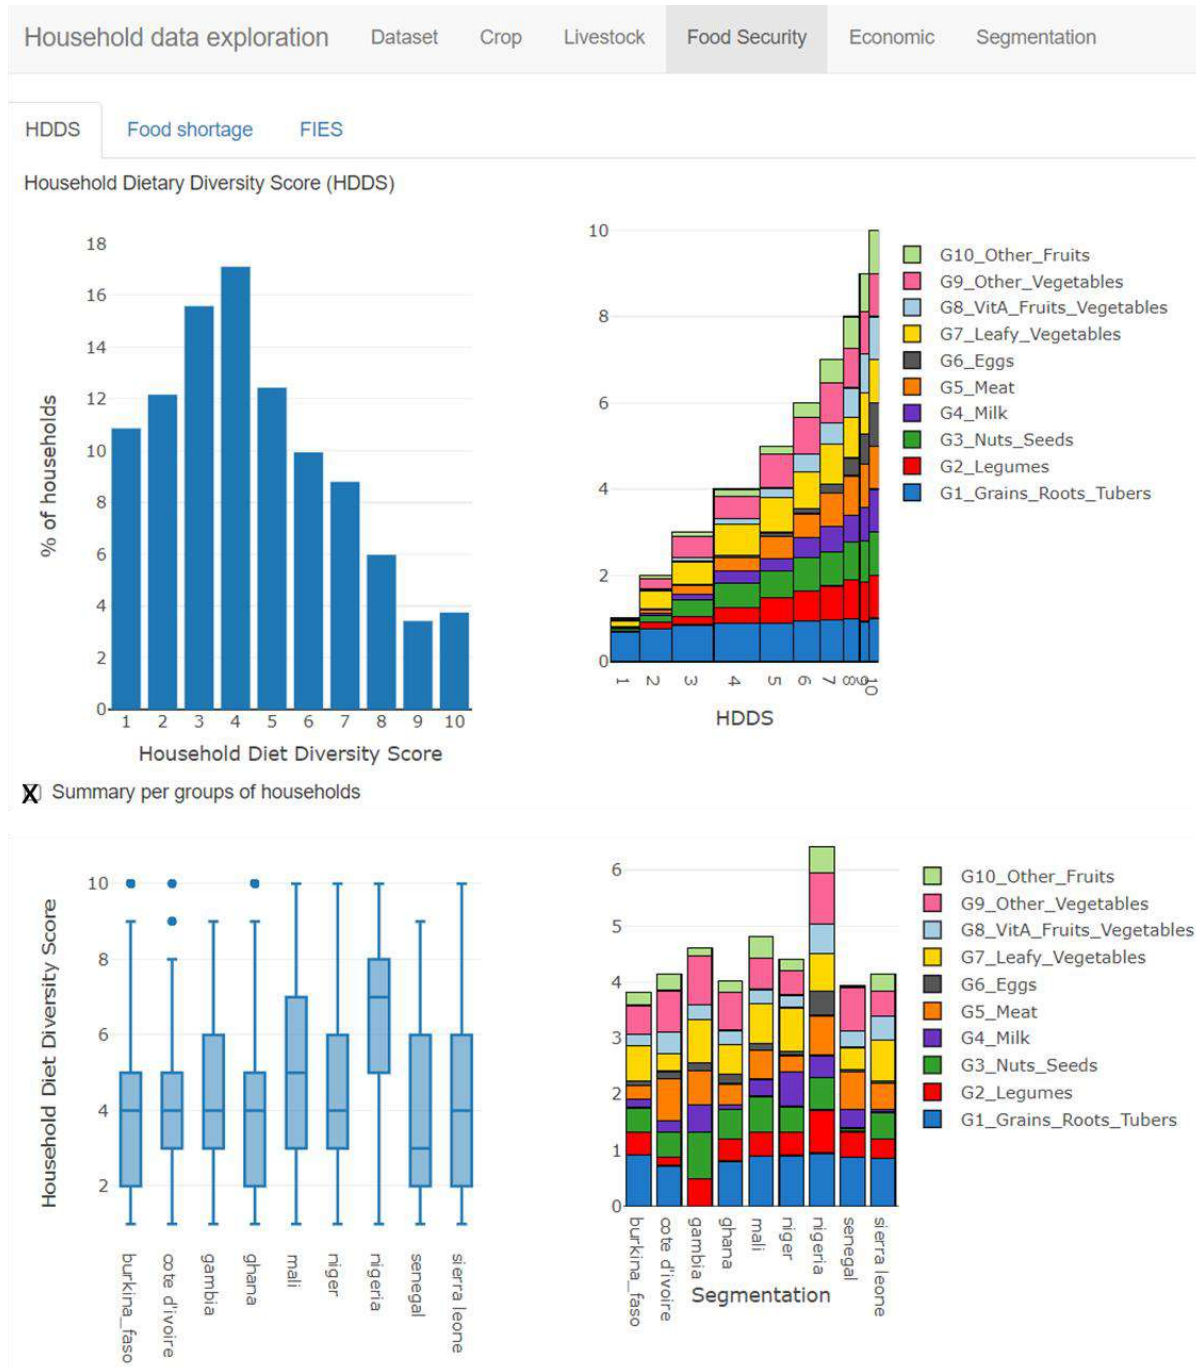 Household data exploration Dataset Crop Livestock Food Security Economic Segmentation
HDDS Food shortage FIES
Household Dietary Diversity Score (HDDS)
% of households
18
16
14
12
10
8
6
4
2
0
1 2 3 4 5 6 7 8 9 10
Household Diet Diversity Score
10
8
6
4
2
0
1 2 3 4 5 6 7 8 9 10
HDDS
G10_Other_Fruits
G9_Other_Vegetables
G8_VitA_Fruits_Vegetables
G7_Leafy_Vegetables
G6_Eggs
G5_Meat
G4_Milk
G3_Nuts_Seeds
G2_Legumes
G1_Grains_Roots_Tubers
X Summary per groups of households
Household Diet Diversity Score
10
8
6
4
2
burkina_faso
cote d'ivoire
gambia
ghana
mali
niger
nigeria
senegal
sierra leone
6
5
4
3
2
1
0
burkina_faso
cote d'ivoire
gambia
ghana
mali
niger
nigeria
senegal
sierra leone
Segmentation
G10_Other_Fruits
G9_Other_Vegetables
G8_VitA_Fruits_Vegetables
G7_Leafy_Vegetables
G6_Eggs
G5_Meat
G4_Milk
G3_Nuts_Seeds
G2_Legumes
G1_Grains_Roots_Tubers